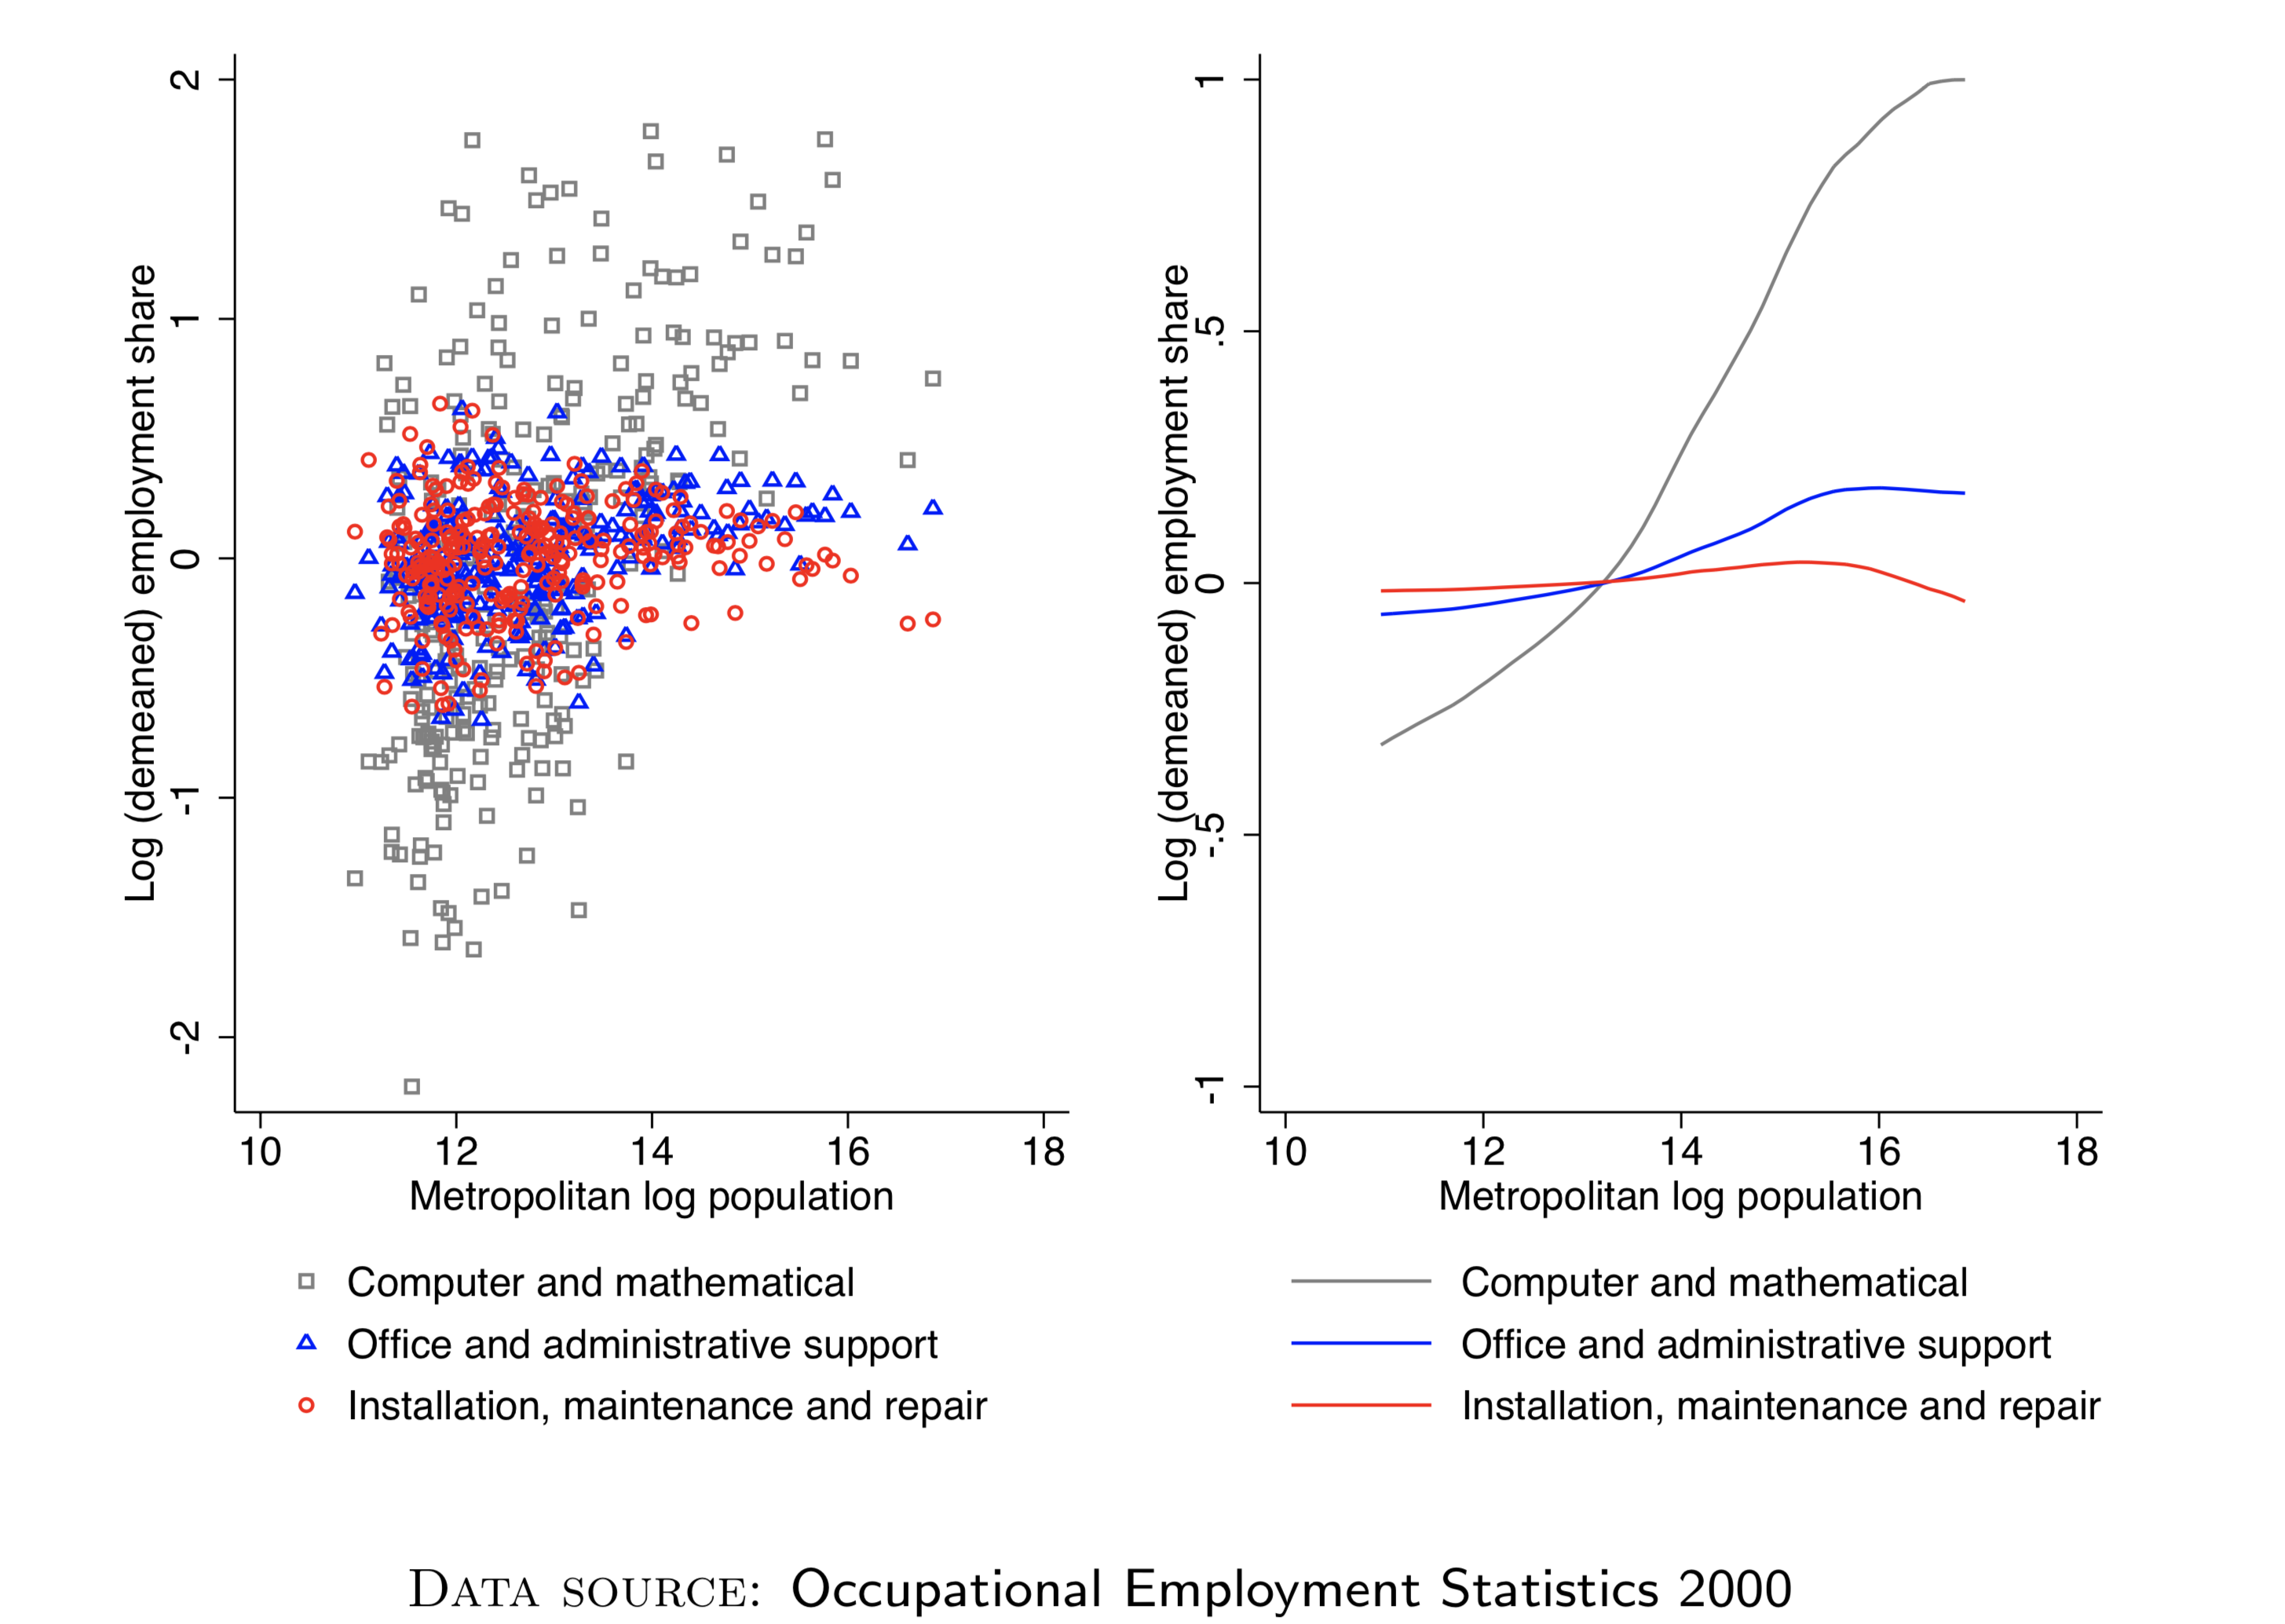 Log (demeaned) employment share
2
1
0
-1
-2
10 12 14 16 18
Metropolitan log population
Computer and mathematical
Office and administrative support
Installation, maintenance and repair
Log (demeaned) employment share
1
.5
0
-.5
-1
10 12 14 16 18
Metropolitan log population
Computer and mathematical
Office and administrative support
Installation, maintenance and repair
DATA SOURCE: Occupational Employment Statistics 2000